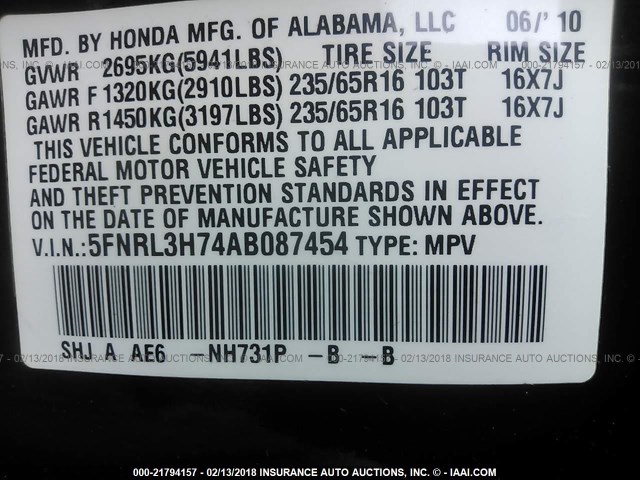 MFD. BY HONDA MFG. OF ALABAMA, LLC 06/' 10
GVWR 2695KG(5941LBS) TIRE SIZE RIM SIZE
GAWR F 1320KG(2910LBS) 235/65R16 103T 16X7J
GAWR R1450KG(3197LBS) 235/65R16 103T 16X7J
THIS VEHICLE CONFORMS TO ALL APPLICABLE
FEDERAL MOTOR VEHICLE SAFETY
AND THEFT PREVENTION STANDARDS IN EFFECT
ON THE DATE OF MANUFACTURE SHOWN ABOVE.
V.I.N.: 5FNRL3H74AB087454 TYPE: MPV
SHJ A AE6 -NH731P -B -B
000-21794157 - 02/13/2018 INSURANCE AUTO AUCTIONS INC. © - IAAI.COM